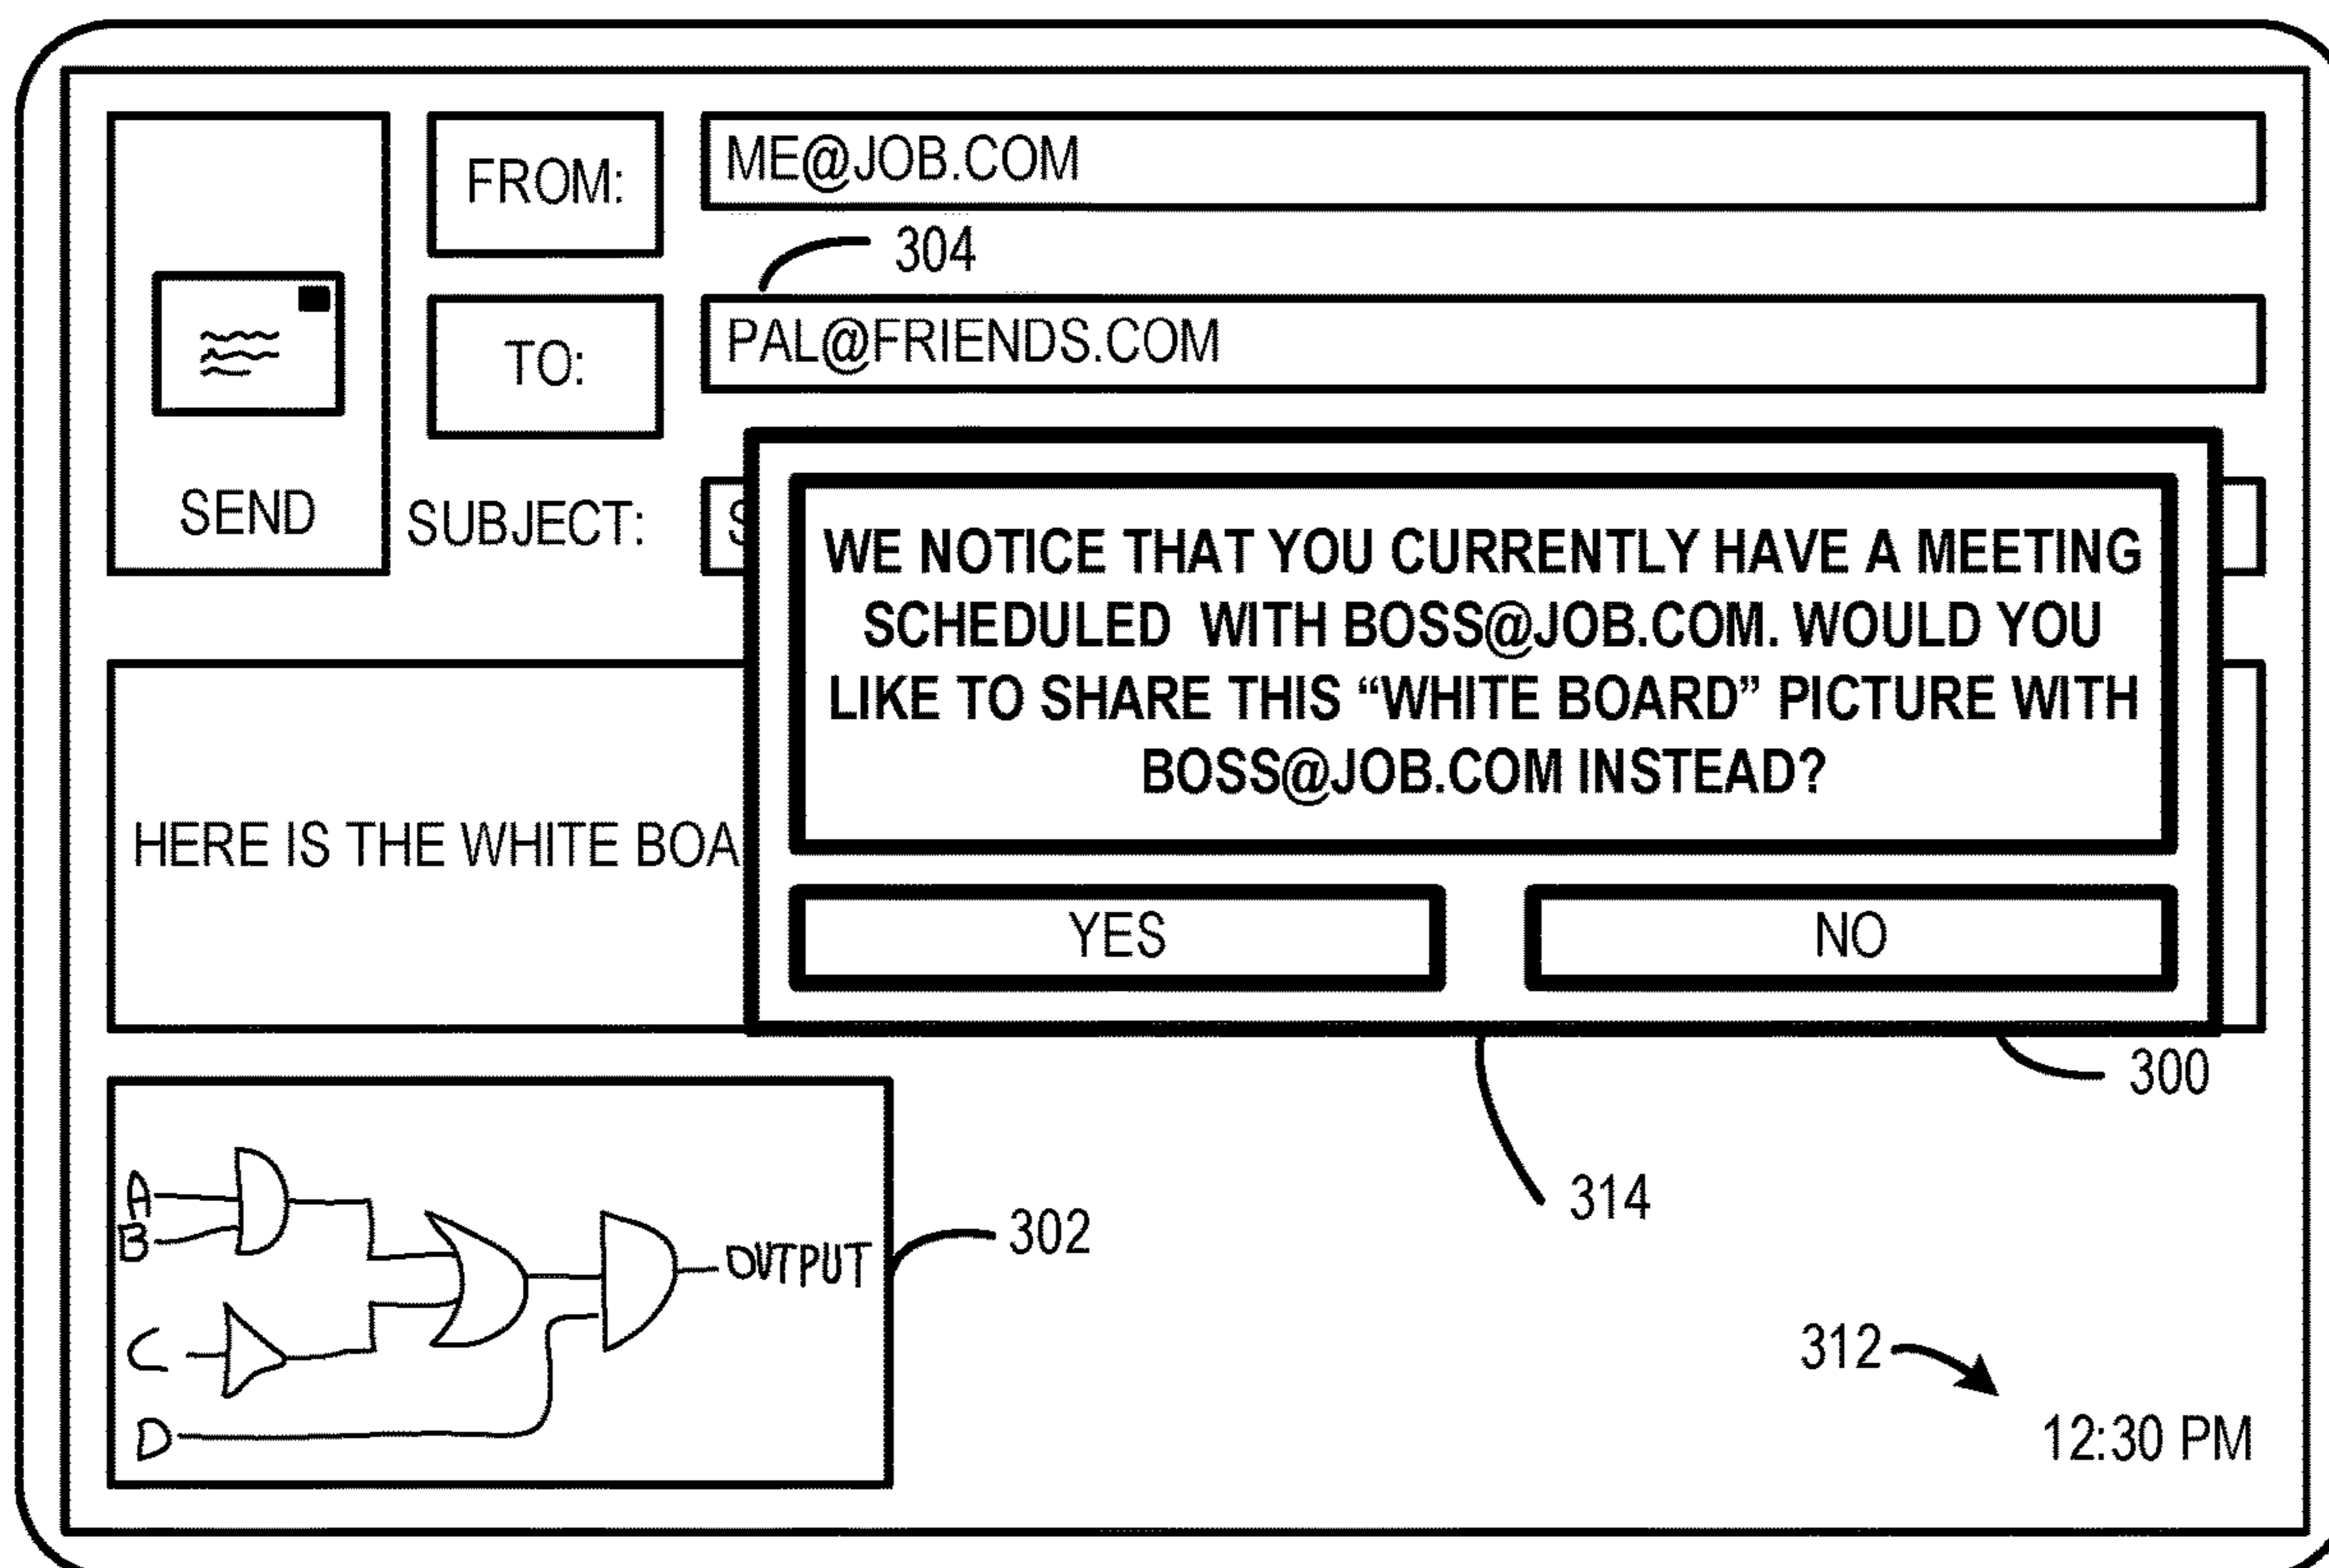 FROM:
ME@JOB.COM
304
TO:
PAL@FRIENDS.COM
SEND
SUBJECT:
S
WE NOTICE THAT YOU CURRENTLY HAVE A MEETING
SCHEDULED WITH BOSS@JOB.COM. WOULD YOU
LIKE TO SHARE THIS “WHITE BOARD” PICTURE WITH
BOSS@JOB.COM INSTEAD?
YES
NO
HERE IS THE WHITE BOA
300
314
A
B
C
D
OUTPUT
302
312
12:30 PM